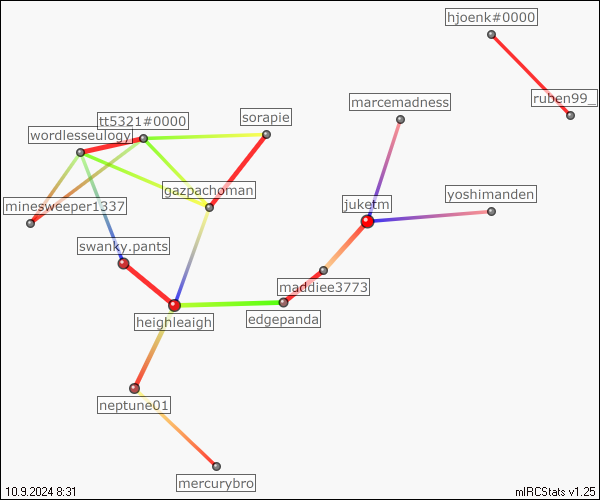 hjoenk#0000
ruben99_
marcemadness
sorapie
tt5321#0000
wordlesseulogy
gazpachoman
yoshimanden
minesweeper1337
juketm
swanky.pants
maddiee3773
heighleaigh
edgepanda
neptune01
mercurybro
10.9.2024 8:31
mIRCStats v1.25